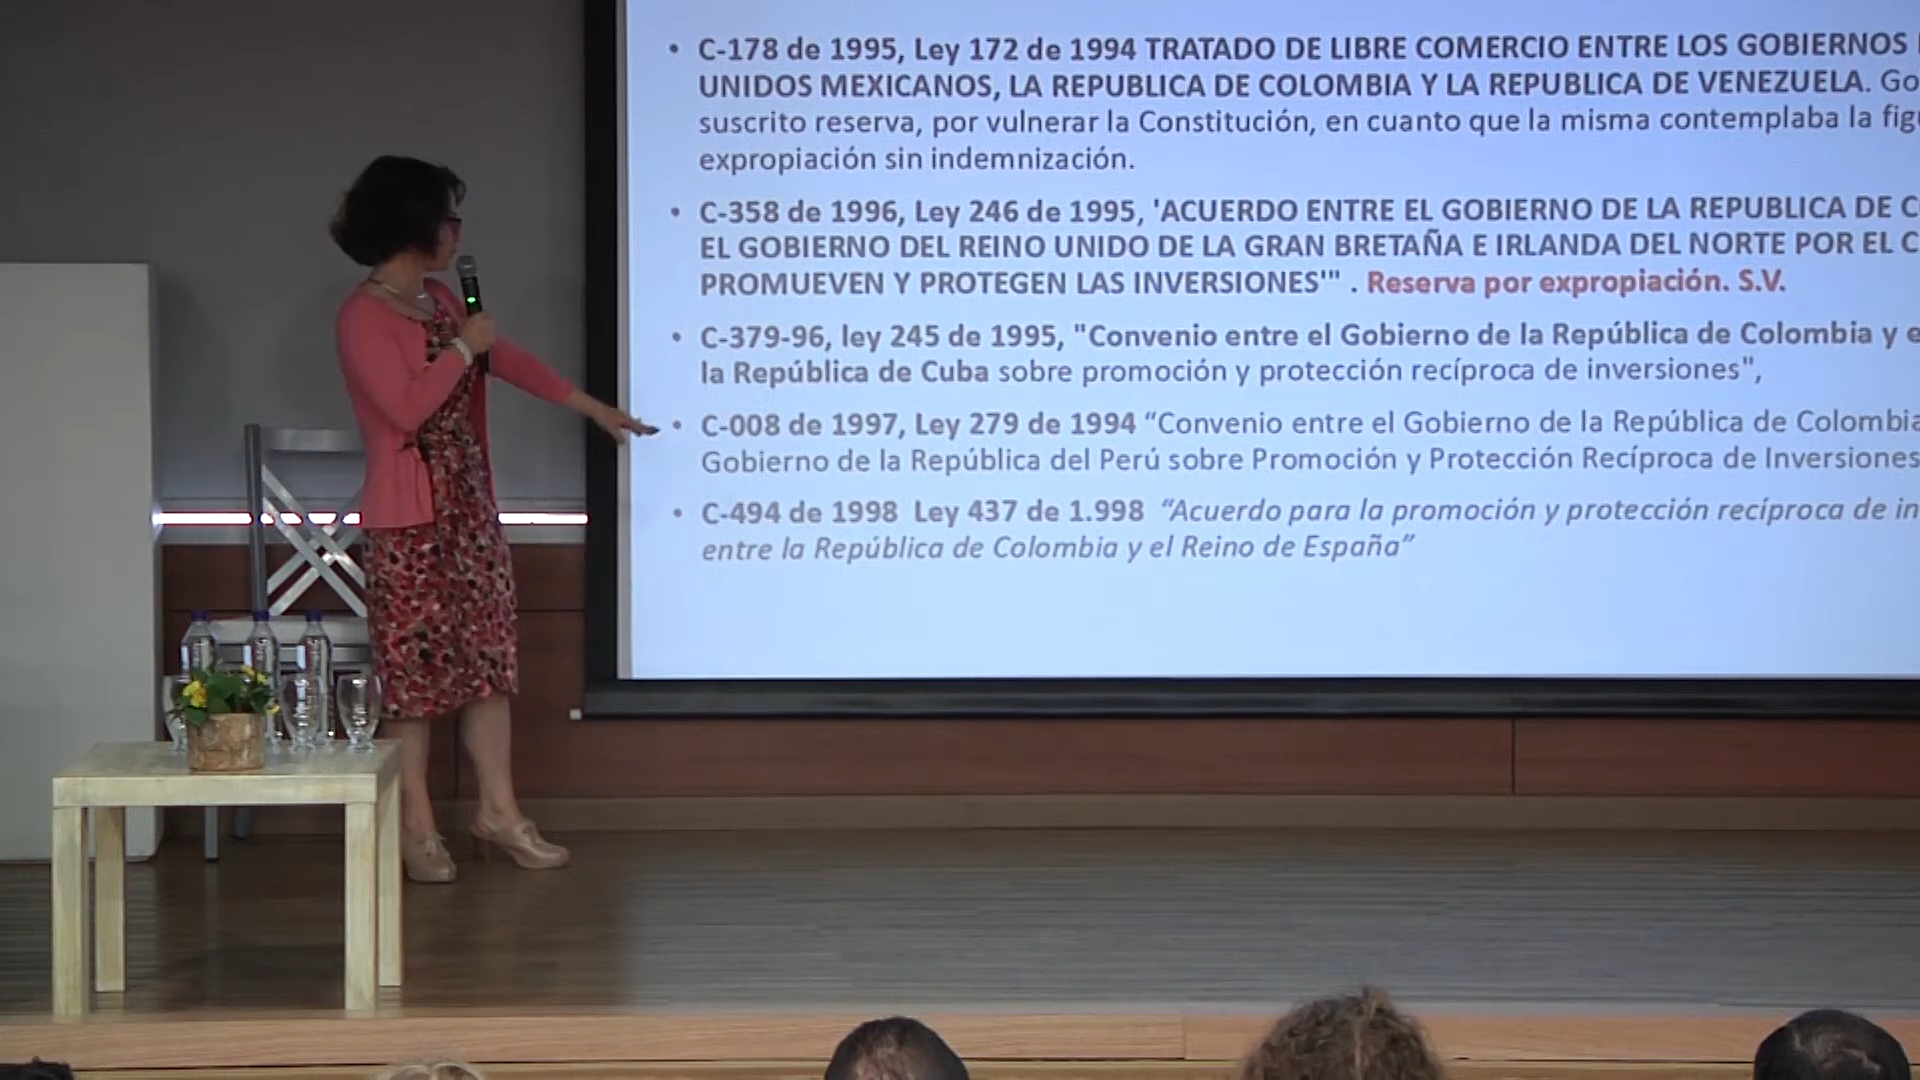 • C-178 de 1995, Ley 172 de 1994 TRATADO DE LIBRE COMERCIO ENTRE LOS GOBIERNOS
UNIDOS MEXICANOS, LA REPUBLICA DE COLOMBIA Y LA REPUBLICA DE VENEZUELA. Go
suscrito reserva, por vulnerar la Constitución, en cuanto que la misma contemplaba la fig
expropiación sin indemnización.
• C-358 de 1996, Ley 246 de 1995, 'ACUERDO ENTRE EL GOBIERNO DE LA REPUBLICA DE C
EL GOBIERNO DEL REINO UNIDO DE LA GRAN BRETAÑA E IRLANDA DEL NORTE POR EL C
PROMUEVEN Y PROTEGEN LAS INVERSIONES'" . Reserva por expropiación. S.V.
• C-379-96, ley 245 de 1995, "Convenio entre el Gobierno de la República de Colombia y e
la República de Cuba sobre promoción y protección recíproca de inversiones",
• C-008 de 1997, Ley 279 de 1994 “Convenio entre el Gobierno de la República de Colombia
Gobierno de la República del Perú sobre Promoción y Protección Recíproca de Inversiones
• C-494 de 1998 Ley 437 de 1.998 “Acuerdo para la promoción y protección recíproca de in
entre la República de Colombia y el Reino de España”